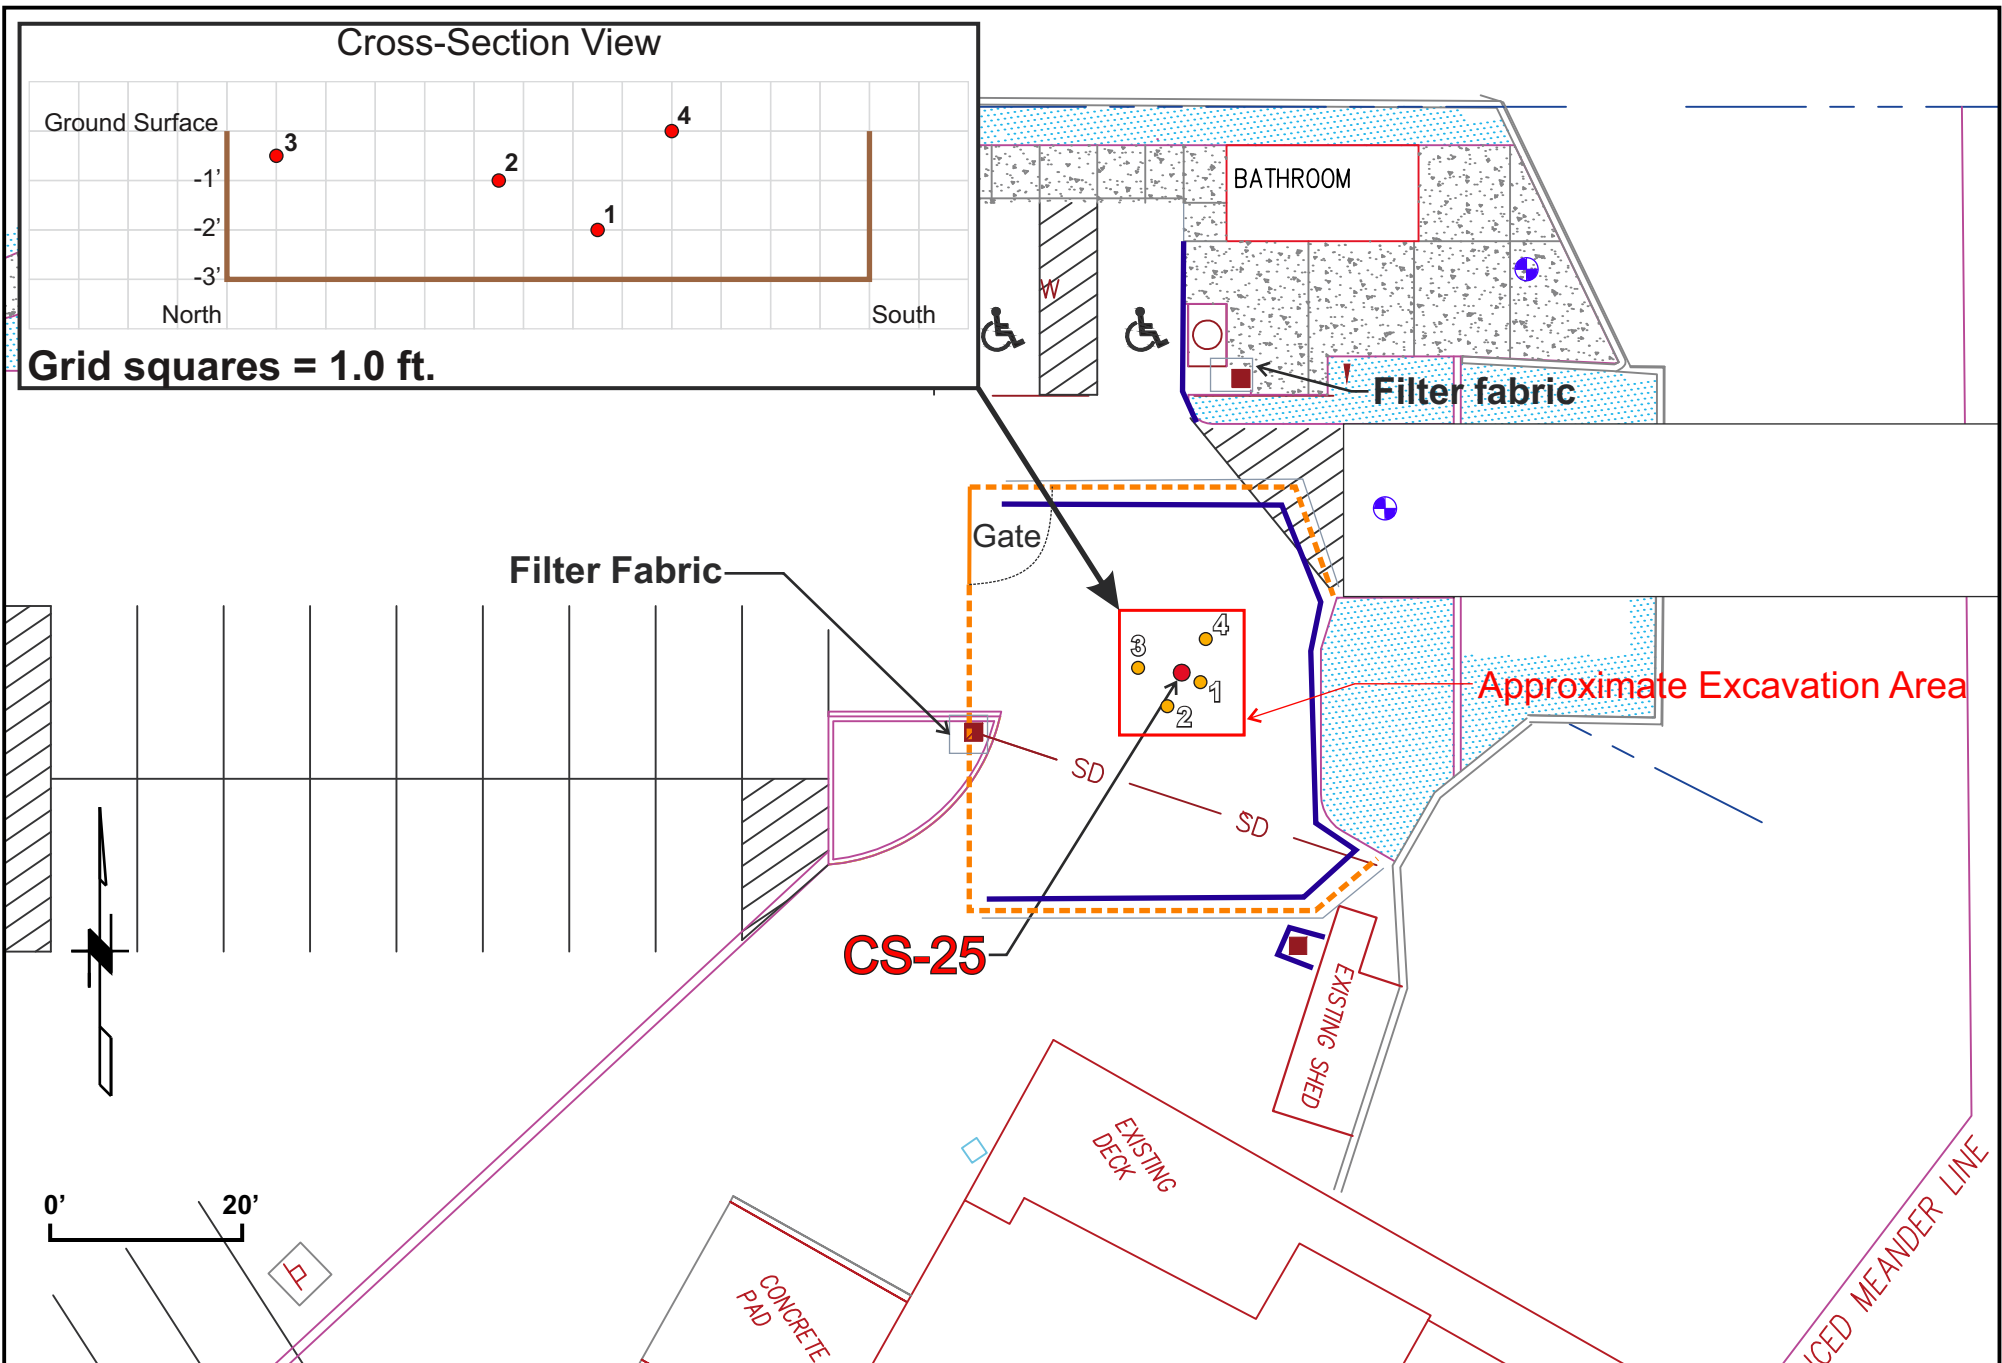 Cross-Section View
Ground Surface
3
4
2
-1’
1
-2’
-3’
North
South
Grid squares = 1.0 ft.
BATHROOM
W
Filter fabric
Gate
Filter Fabric
4
3
1
2
Approximate Excavation Area
SD
SD
CS-25
EXISTING SHED
EXISTING
DECK
0’
20’
CONCRETE
PAD
CED MEANDER LINE